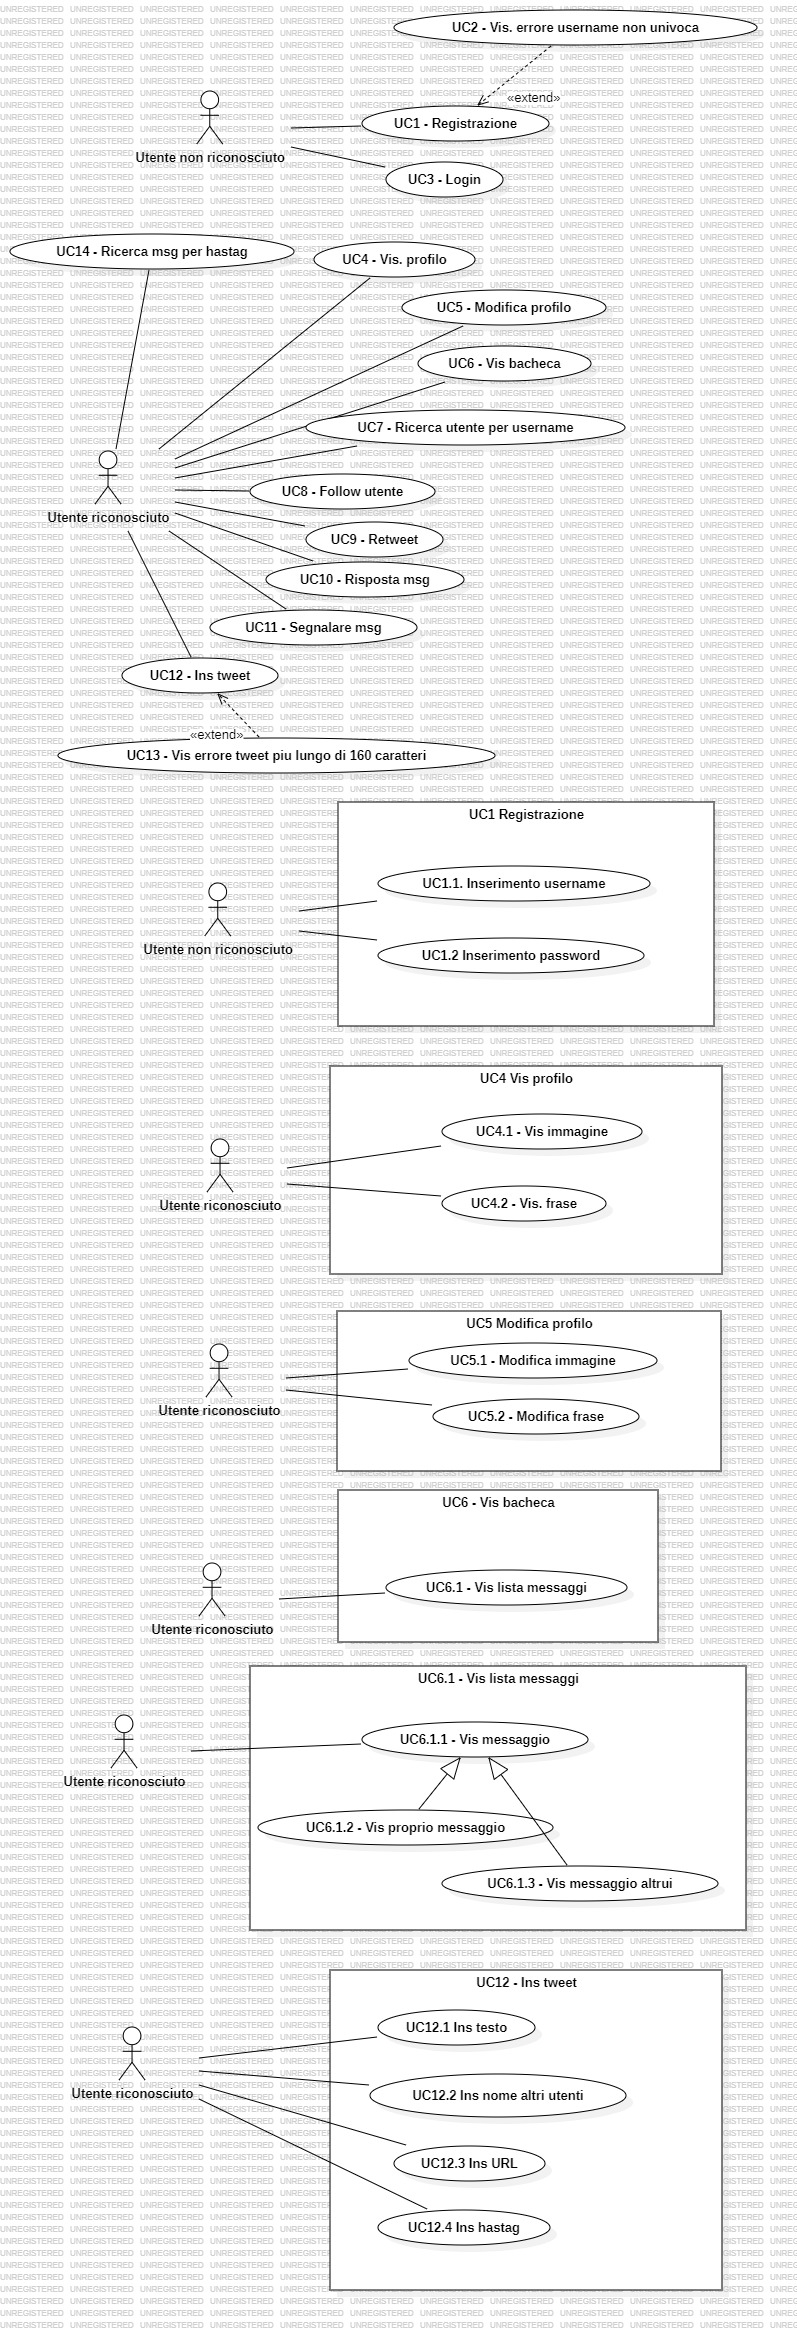 UC2 - Vis. errore username non univoca
«extend»
UC1 - Registrazione
Utente non riconosciuto
UC3 - Login
UC14 - Ricerca msg per hastag
UC4 - Vis. profilo
UC5 - Modifica profilo
UC6 - Vis bacheca
UC7 - Ricerca utente per username
UC8 - Follow utente
Utente riconosciuto
UC9 - Retweet
UC10 - Risposta msg
UC11 - Segnalare msg
UC12 - Ins tweet
«extend»
UC13 - Vis errore tweet piu lungo di 160 caratteri
UC1 Registrazione
UC1.1. Inserimento username
Utente non riconosciuto
UC1.2 Inserimento password
UC4 Vis profilo
UC4.1 - Vis immagine
Utente riconosciuto
UC4.2 - Vis. frase
UC5 Modifica profilo
UC5.1 - Modifica immagine
Utente riconosciuto
UC5.2 - Modifica frase
UC6 - Vis bacheca
UC6.1 - Vis lista messaggi
Utente riconosciuto
UC6.1 - Vis lista messaggi
UC6.1.1 - Vis messaggio
Utente riconosciuto
UC6.1.2 - Vis proprio messaggio
UC6.1.3 - Vis messaggio altrui
UC12 - Ins tweet
UC12.1 Ins testo
Utente riconosciuto
UC12.2 Ins nome altri utenti
UC12.3 Ins URL
UC12.4 Ins hastag
UNREGISTERED